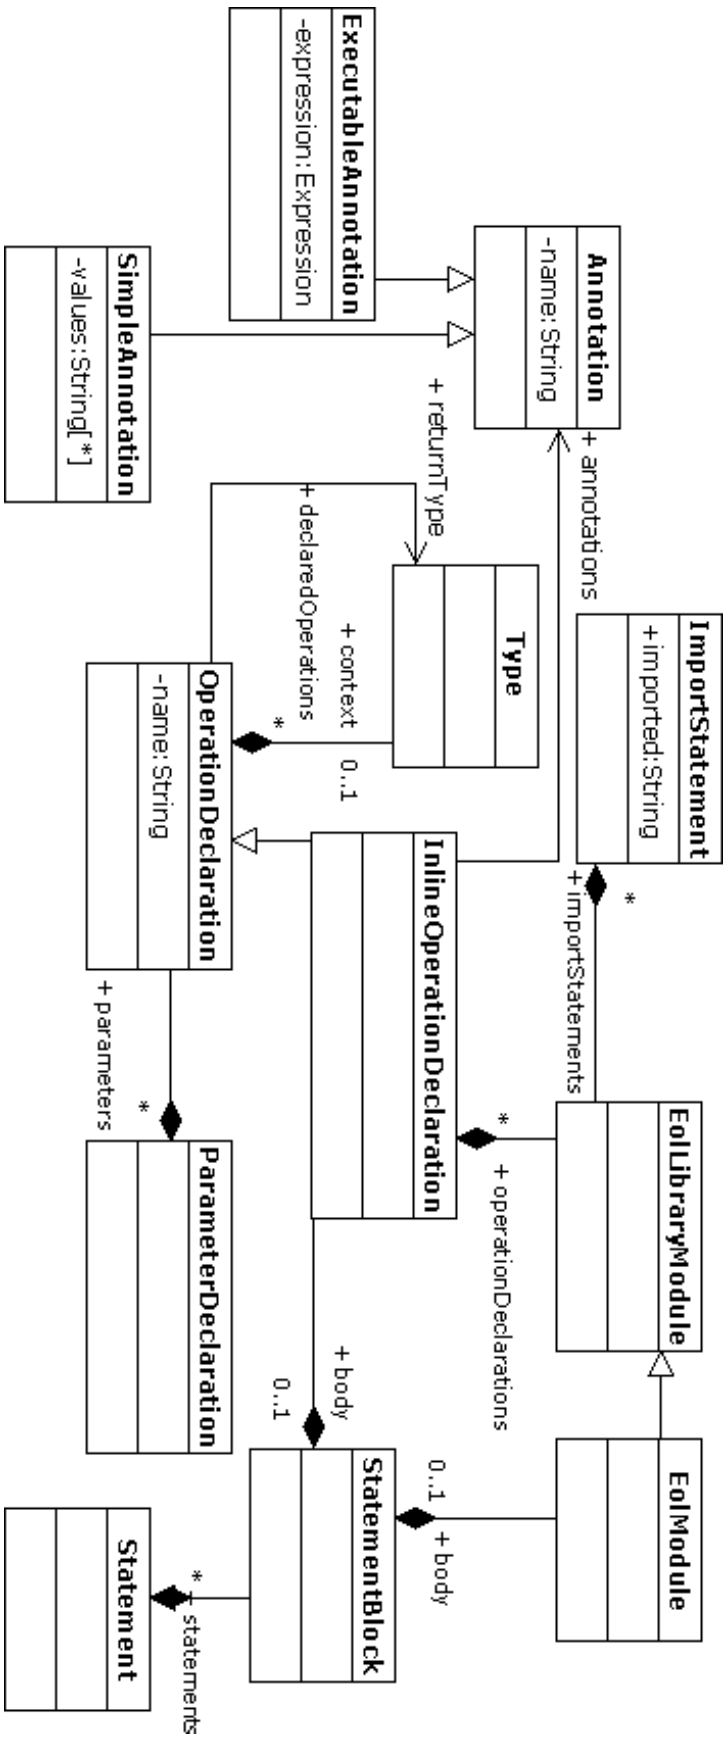 ImportStatement
+imported:String
*
+ importStatements
EolLibraryModule
EolModule
Annotation
-name:String
+ annotations
*
+ operationDeclarations
ExecutableAnnotation
-expression:Expression
+ returnType
Type
InlineOperationDeclaration
0..1
+ body
+ context
0..1
+ declaredOperations
*
+ body
0..1
StatementBlock
SimpleAnnotation
-values:String[*]
OperationDeclaration
-name:String
+ parameters
*
ParameterDeclaration
*
statements
Statement